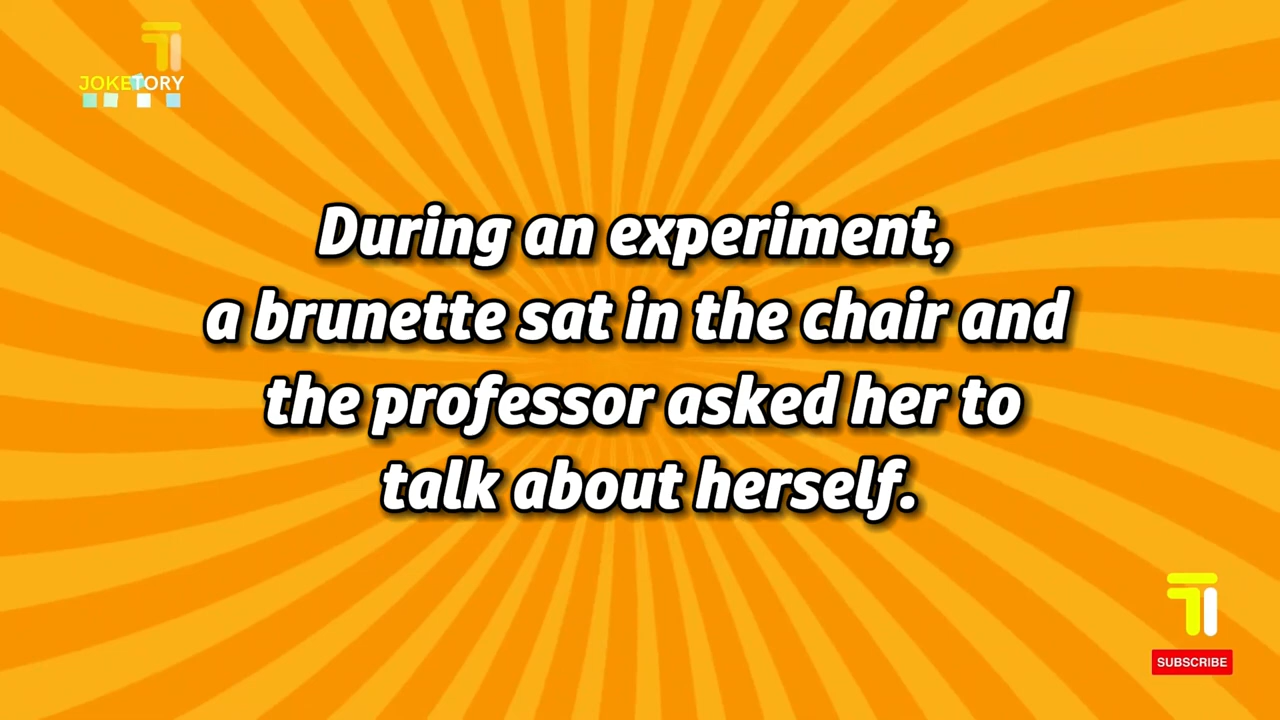 JOKETORY
During an experiment,
a brunette sat in the chair and
the professor asked her to
talk about herself.
SUBSCRIBE